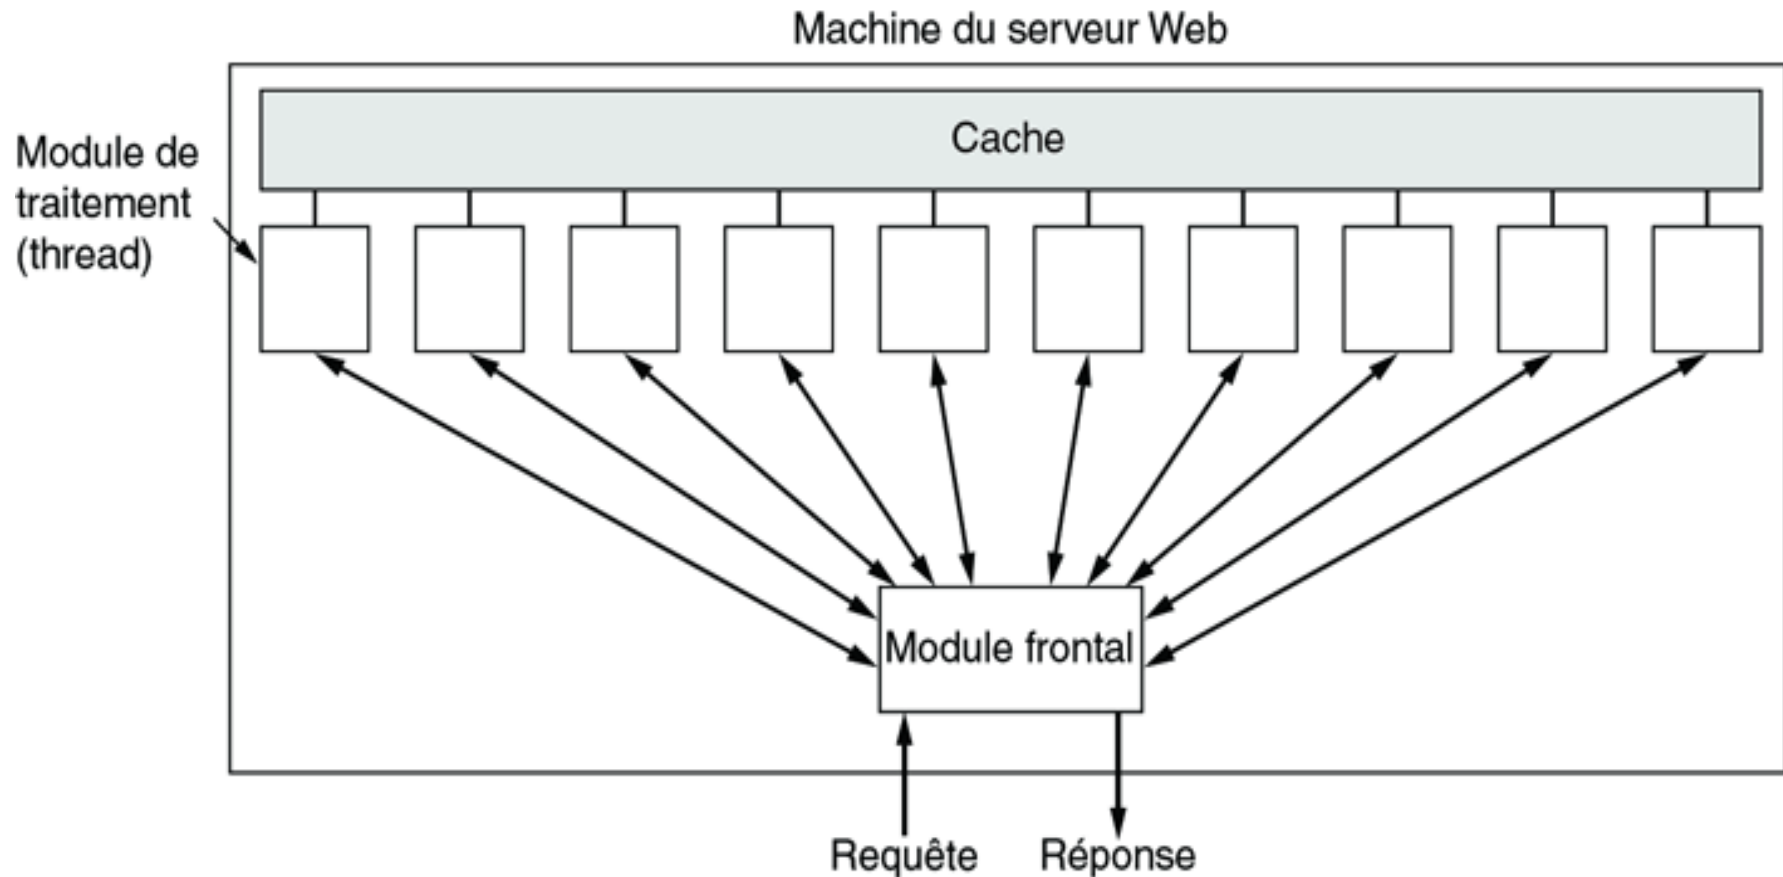 Machine du serveur Web
Cache
Module de
traitement
(thread)
Module frontal
Requête
Réponse